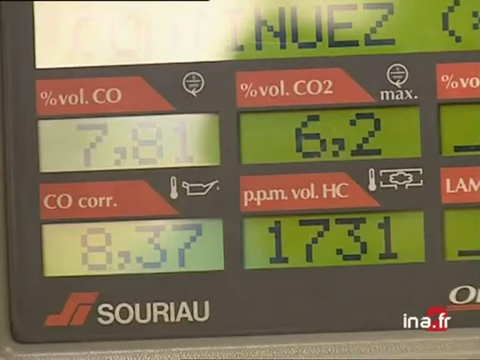 INUEZ (
%vol. CO
%vol. CO2
max.
7,81
6,2
CO corr.
p.p.m. vol. HC
LAM
8,37
1731
SOURIAU
ina.fr